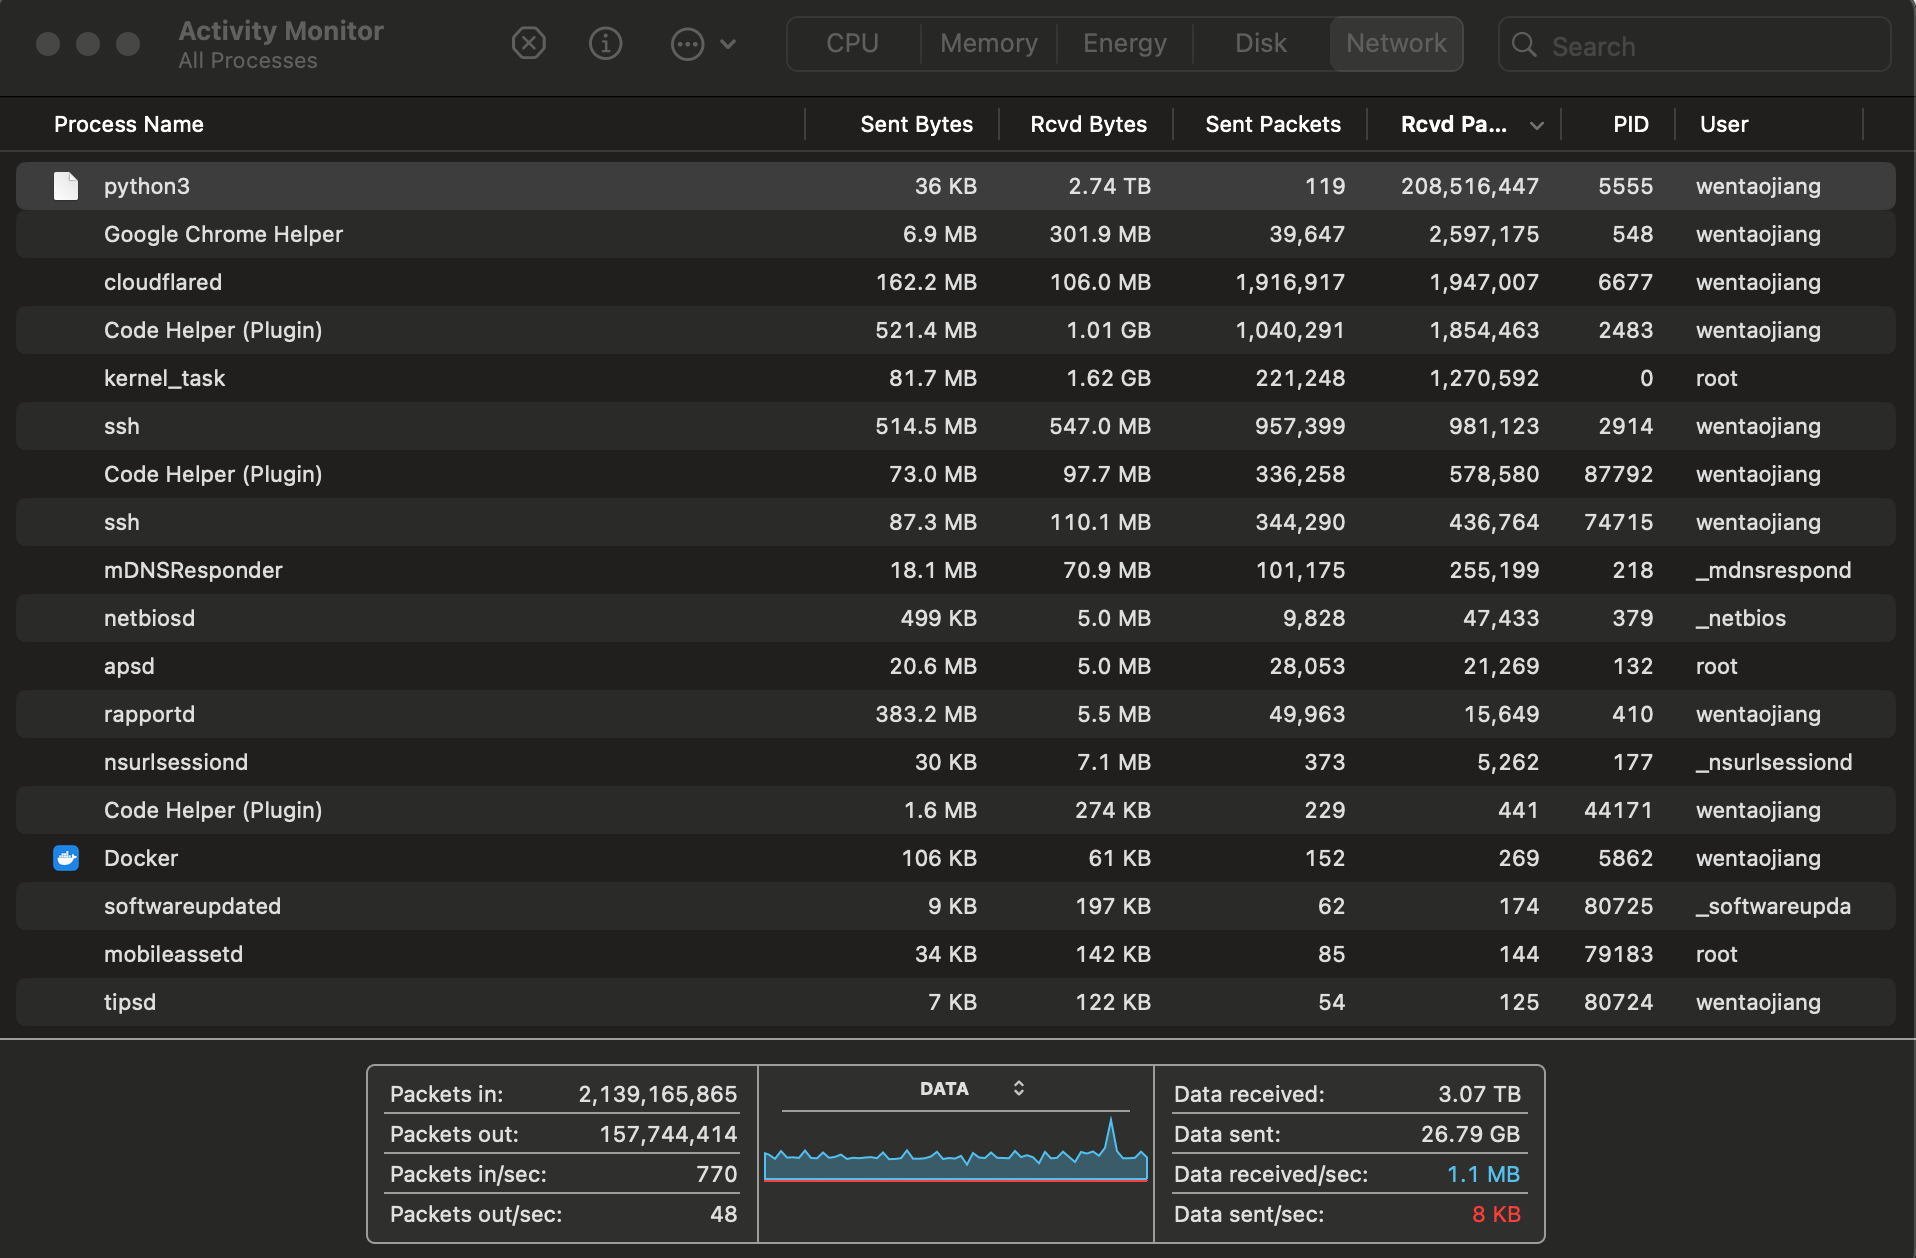 Activity Monitor
All Processes
CPU Memory Energy Disk Network Search
Process Name Sent Bytes Rcvd Bytes Sent Packets Rcvd Pa... PID User
python3 36 KB 2.74 TB 119 208,516,447 5555 wentaojiang
Google Chrome Helper 6.9 MB 301.9 MB 39,647 2,597,175 548 wentaojiang
cloudflared 162.2 MB 106.0 MB 1,916,917 1,947,007 6677 wentaojiang
Code Helper (Plugin) 521.4 MB 1.01 GB 1,040,291 1,854,463 2483 wentaojiang
kernel_task 81.7 MB 1.62 GB 221,248 1,270,592 0 root
ssh 514.5 MB 547.0 MB 957,399 981,123 2914 wentaojiang
Code Helper (Plugin) 73.0 MB 97.7 MB 336,258 578,580 87792 wentaojiang
ssh 87.3 MB 110.1 MB 344,290 436,764 74715 wentaojiang
mDNSResponder 18.1 MB 70.9 MB 101,175 255,199 218 _mdnsrespond
netbiosd 499 KB 5.0 MB 9,828 47,433 379 _netbios
apsd 20.6 MB 5.0 MB 28,053 21,269 132 root
rapportd 383.2 MB 5.5 MB 49,963 15,649 410 wentaojiang
nsurlsessiond 30 KB 7.1 MB 373 5,262 177 _nsurlsessiond
Code Helper (Plugin) 1.6 MB 274 KB 229 441 44171 wentaojiang
Docker 106 KB 61 KB 152 269 5862 wentaojiang
softwareupdated 9 KB 197 KB 62 174 80725 _softwareupda
mobileassetd 34 KB 142 KB 85 144 79183 root
tipsd 7 KB 122 KB 54 125 80724 wentaojiang
Packets in: 2,139,165,865 DATA Data received: 3.07 TB
Packets out: 157,744,414 Data sent: 26.79 GB
Packets in/sec: 770 Data received/sec: 1.1 MB
Packets out/sec: 48 Data sent/sec: 8 KB